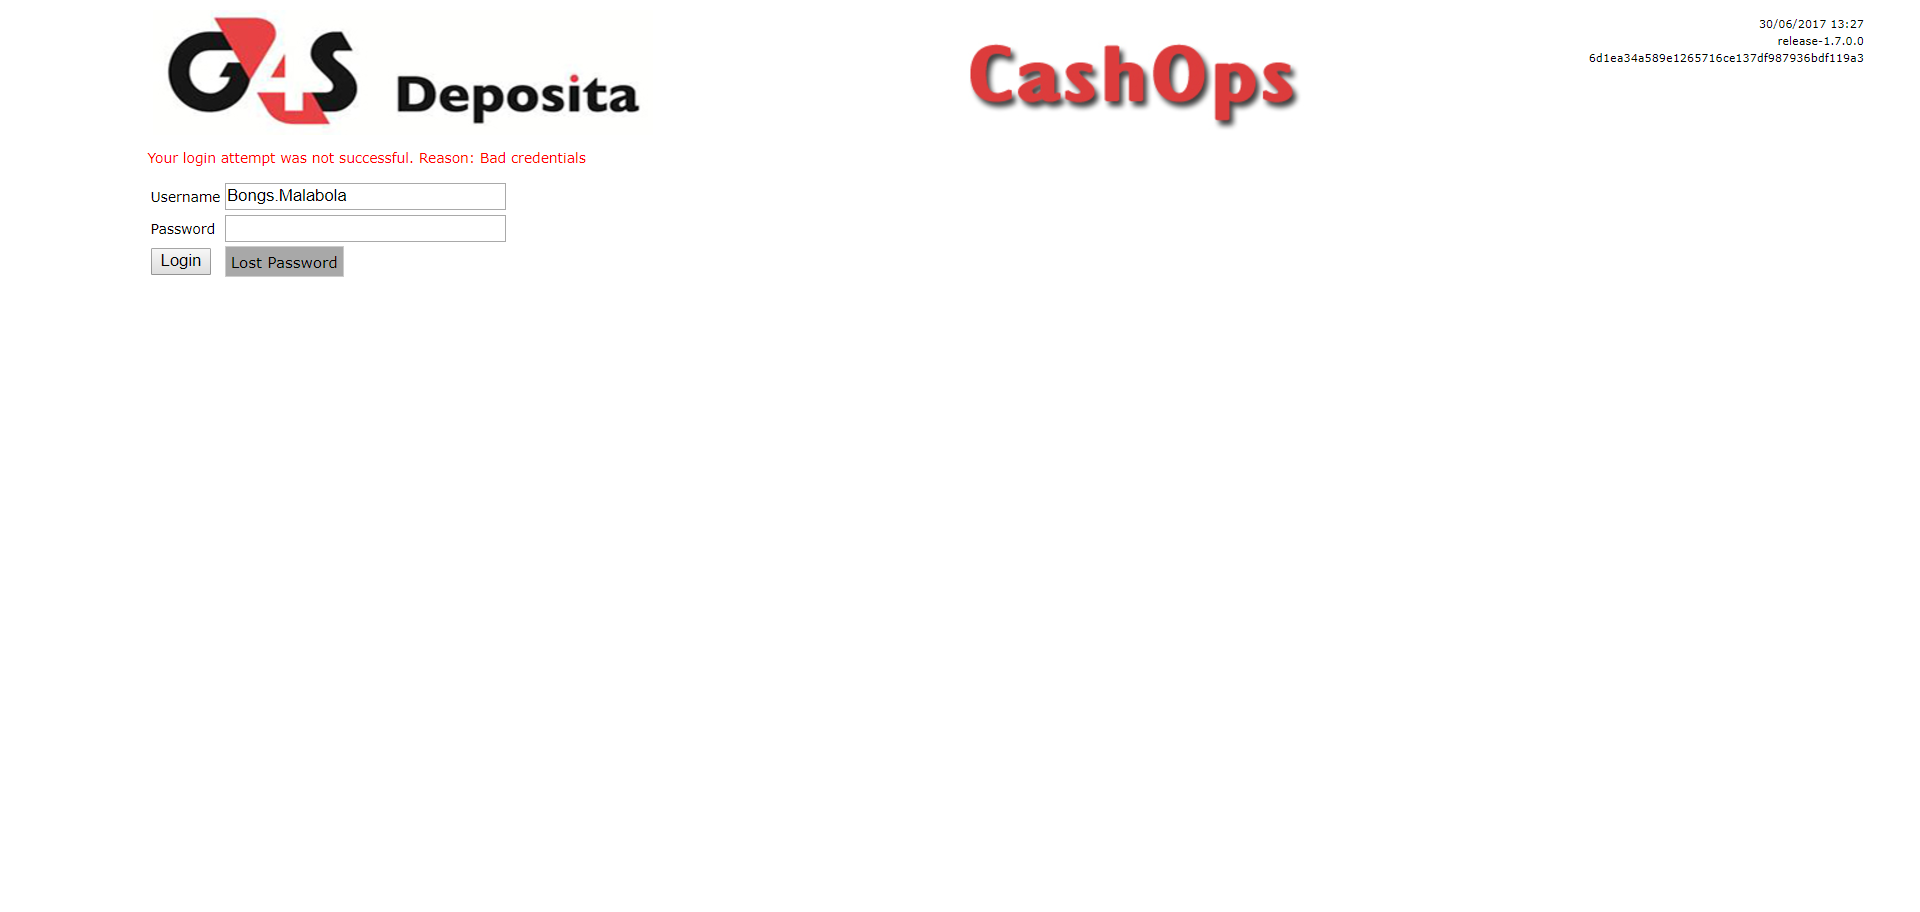 G4S Deposita
CashOps
30/06/2017 13:27
release-1.7.0.0
6d1ea34a589e1265716ce137df987936bdf119a3
Your login attempt was not successful. Reason: Bad credentials
Username Bongs.Malabola
Password
Login Lost Password